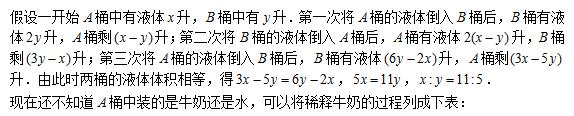 假设一开始 A 桶中有液体 x 升，B 桶中有 y 升．第一次将 A 桶的液体倒入 B 桶后，B 桶有液
体 2y 升，A 桶剩 (x－y) 升；第二次将 B 桶的液体倒入 A 桶后，A 桶有液体 2(x－y) 升，B 桶
剩 (3y－x) 升；第三次将 A 桶的液体倒入 B 桶后，B 桶有液体 (6y－2x) 升，A 桶剩 (3x－5y)
升．由此时两桶的液体体积相等，得 3x－5y＝6y－2x，5x＝11y，x:y＝11:5．
现在还不知道 A 桶中装的是牛奶还是水，可以将稀释牛奶的过程列成下表：